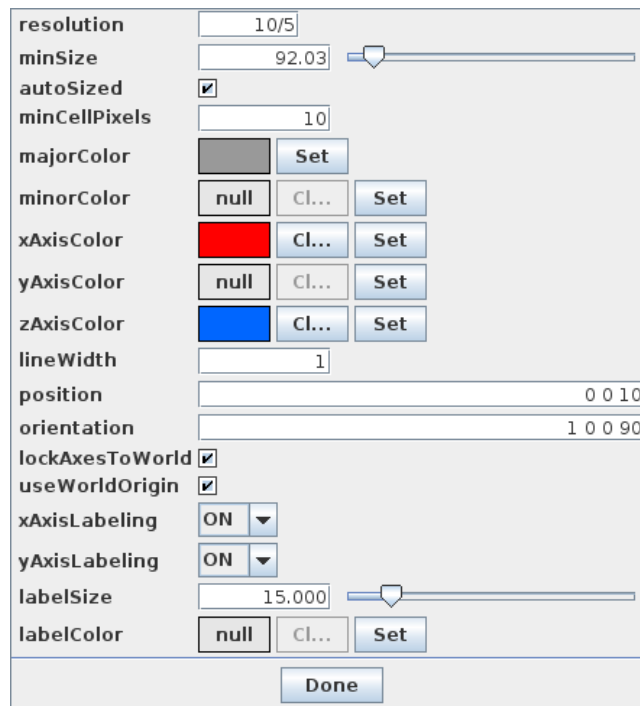 resolution 10/5
minSize 92.03
autoSized
minCellPixels 10
majorColor Set
minorColor null Cl... Set
xAxisColor Cl... Set
yAxisColor null Cl... Set
zAxisColor Cl... Set
lineWidth 1
position 0 0 10
orientation 1 0 0 90
lockAxesToWorld
useWorldOrigin
xAxisLabeling ON
yAxisLabeling ON
labelSize 15.000
labelColor null Cl... Set
Done